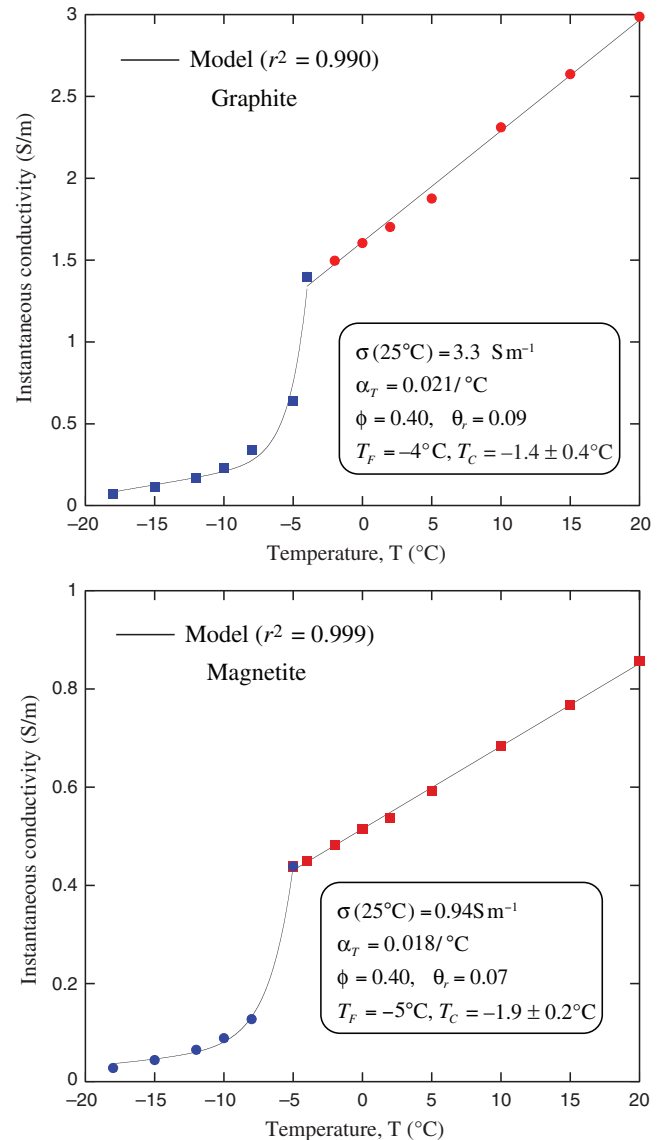 3
Model (r² = 0.990)
Graphite
2.5
2
1.5
1
0.5
0
Instantaneous conductivity (S/m)
σ (25°C) = 3.3 S m⁻¹
α_T = 0.021/°C
ϕ = 0.40, θ_r = 0.09
T_F = −4°C, T_C = −1.4 ± 0.4°C
−20 −15 −10 −5 0 5 10 15 20
Temperature, T (°C)
1
Model (r² = 0.999)
Magnetite
0.8
0.6
0.4
0.2
0
Instantaneous conductivity (S/m)
σ (25°C) = 0.94S m⁻¹
α_T = 0.018/°C
ϕ = 0.40, θ_r = 0.07
T_F = −5°C, T_C = −1.9 ± 0.2°C
−20 −15 −10 −5 0 5 10 15 20
Temperature, T (°C)